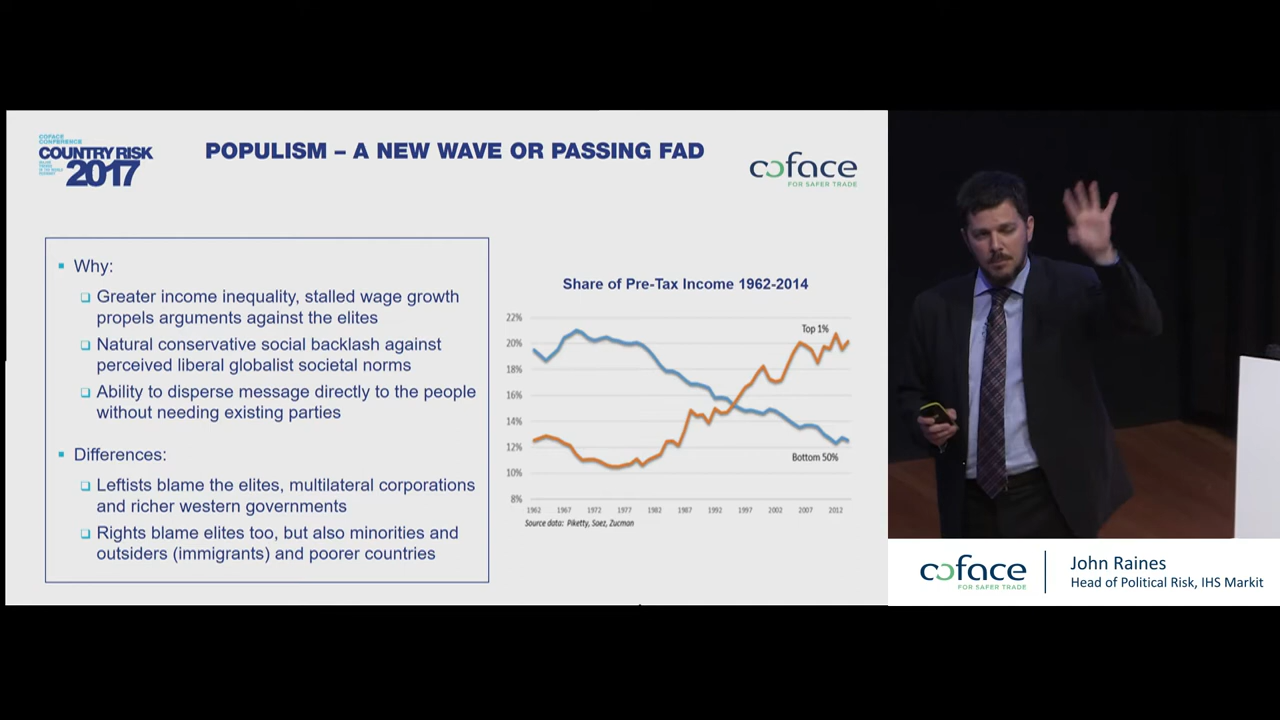 COFACE
CONFERENCE
COUNTRY RISK
2017
POPULISM – A NEW WAVE OR PASSING FAD
coface
FOR SAFER TRADE
Why:
Greater income inequality, stalled wage growth
propels arguments against the elites
Natural conservative social backlash against
perceived liberal globalist societal norms
Ability to disperse message directly to the people
without needing existing parties
Differences:
Leftists blame the elites, multilateral corporations
and richer western governments
Rights blame elites too, but also minorities and
outsiders (immigrants) and poorer countries
Share of Pre-Tax Income 1962-2014
22%
20%
18%
16%
14%
12%
10%
8%
Top 1%
Bottom 50%
1962 1967 1972 1977 1982 1987 1992 1997 2002 2007 2012
Source data: Piketty, Saez, Zucman
coface
FOR SAFER TRADE
John Raines
Head of Political Risk, IHS Markit